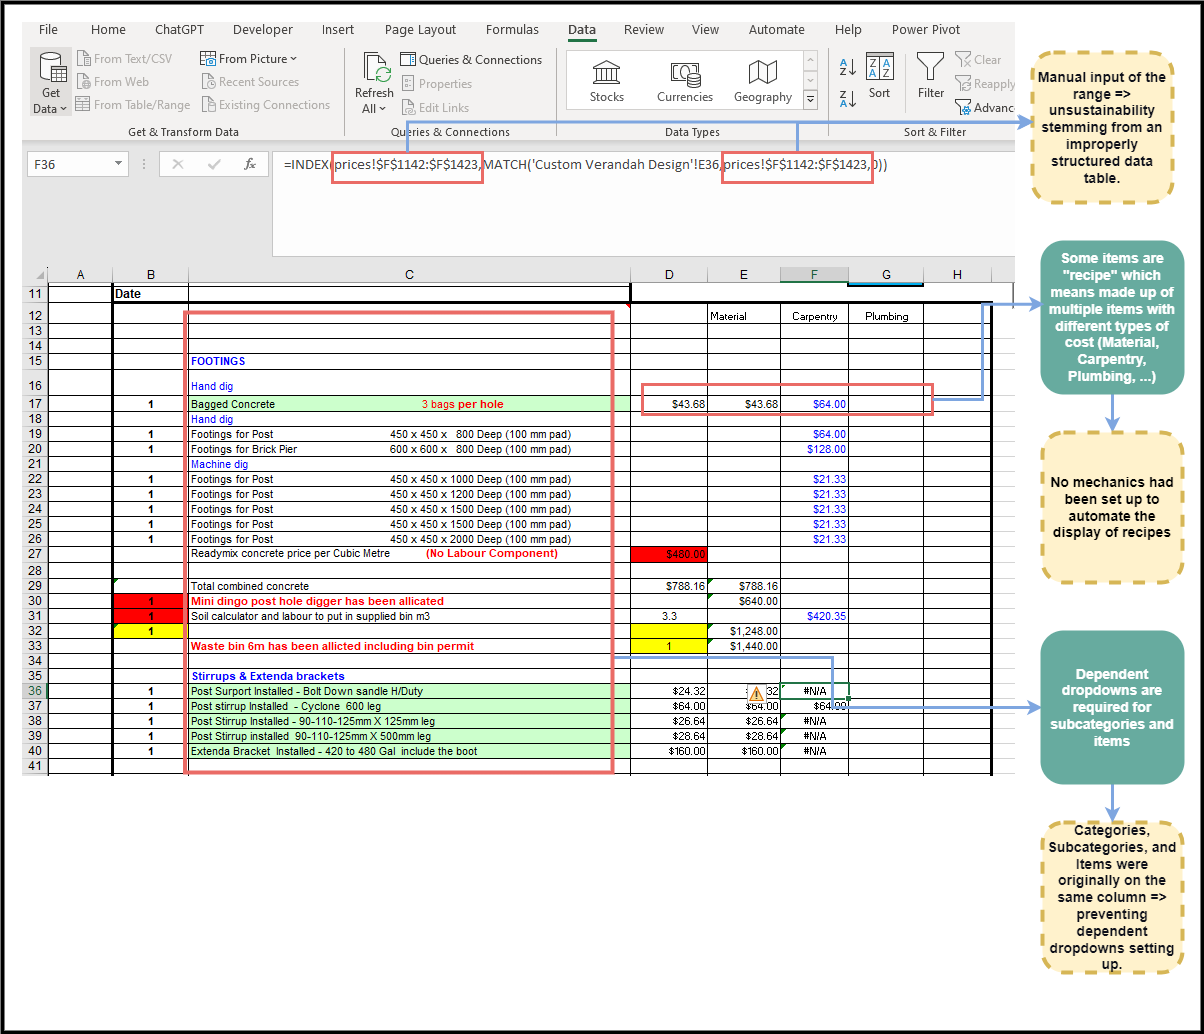 File Home ChatGPT Developer Insert Page Layout Formulas Data Review View Automate Help Power Pivot
Get Data
From Text/CSV
From Web
From Table/Range
From Picture
Recent Sources
Existing Connections
Get & Transform Data
Refresh All
Queries & Connections
Properties
Edit Links
Queries & Connections
Stocks
Currencies
Geography
Data Types
Sort
Filter
Clear
Reapply
Advanc
Sort & Filter
F36 fx =INDEX(prices!$F$1142:$F$1423,MATCH('Custom Verandah Design'!E36,prices!$F$1142:$F$1423,0))
A B C D E F G H
11 Date
12 Material Carpentry Plumbing
13
14
15 FOOTINGS
16 Hand dig
17 1 Bagged Concrete 3 bags per hole $43.68 $43.68 $64.00
18 Hand dig
19 1 Footings for Post 450 x 450 x 800 Deep (100 mm pad) $64.00
20 1 Footings for Brick Pier 600 x 600 x 800 Deep (100 mm pad) $128.00
21 Machine dig
22 1 Footings for Post 450 x 450 x 1000 Deep (100 mm pad) $21.33
23 1 Footings for Post 450 x 450 x 1200 Deep (100 mm pad) $21.33
24 1 Footings for Post 450 x 450 x 1500 Deep (100 mm pad) $21.33
25 1 Footings for Post 450 x 450 x 1500 Deep (100 mm pad) $21.33
26 1 Footings for Post 450 x 450 x 2000 Deep (100 mm pad) $21.33
27 Readymix concrete price per Cubic Metre (No Labour Component) $480.00
28
29 Total combined concrete $788.16 $788.16
30 1 Mini dingo post hole digger has been allicated $640.00
31 1 Soil calculator and labour to put in supplied bin m3 3.3 $420.35
32 1 $1,248.00
33 Waste bin 6m has been allicted including bin permit 1 $1,440.00
34
35 Stirrups & Extenda brackets
36 1 Post Surport Installed - Bolt Down sandle H/Duty $24.32 32 #N/A
37 1 Post stirrup Installed - Cyclone 600 leg $64.00 $64.00
38 1 Post Stirrup Installed - 90-110-125mm X 125mm leg $26.64 $26.64 #N/A
39 1 Post Stirrup installed 90-110-125mm X 500mm leg $28.64 $28.64 #N/A
40 1 Extenda Bracket Installed - 420 to 480 Gal include the boot $160.00 $160.00 #N/A
41
Manual input of the
range =>
unsustainability
stemming from an
improperly
structured data
table.
Some items are
"recipe" which
means made up of
multiple items with
different types of
cost (Material,
Carpentry,
Plumbing, ...)
No mechanics had
been set up to
automate the
display of recipes
Dependent
dropdowns are
required for
subcategories and
items
Categories,
Subcategories, and
Items were
originally on the
same column =>
preventing
dependent
dropdowns setting
up.